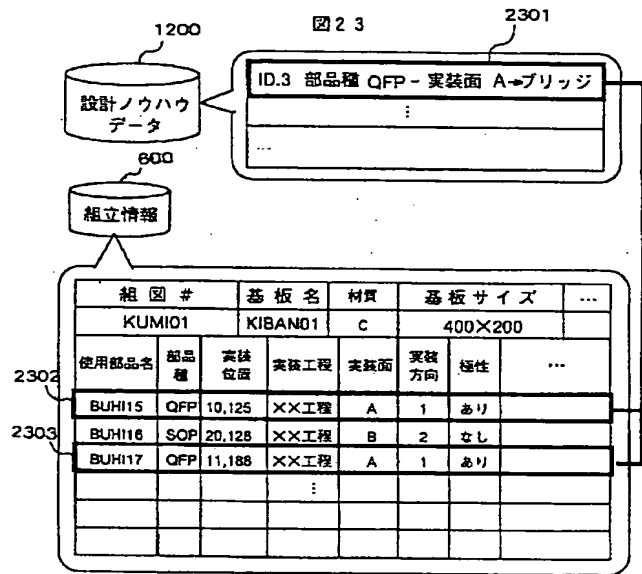 図23
1200
2301
設計ノウハウ
データ
ID.3 部品種 QFP - 実装面 A→ブリッジ
⋮
...
600
組立情報
組図# 基板名 材質 基板サイズ ...
KUMI01 KIBAN01 C 400×200
使用部品名 部品種 実装位置 実装工程 実装面 実装方向 極性 ...
2302
BUHI15 QFP 10,125 ××工程 A 1 あり
BUHI16 SOP 20,128 ××工程 B 2 なし
2303
BUHI17 QFP 11,188 ××工程 A 1 あり
⋮